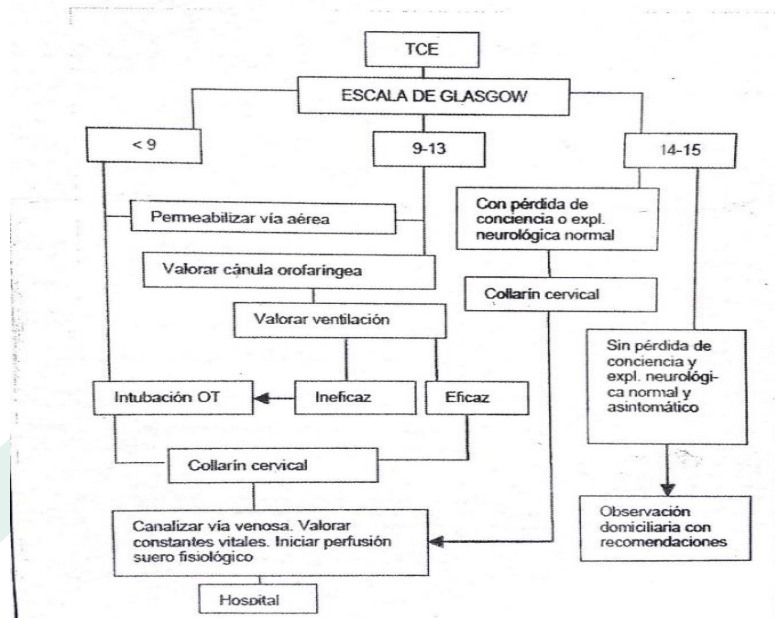 TCE
ESCALA DE GLASGOW
< 9
9-13
14-15
Permeabilizar vía aérea
Con pérdida de
conciencia o expl.
neurológica normal
Valorar cánula orofaríngea
Collarín cervical
Valorar ventilación
Sin pérdida de
conciencia y
expl. neurológi-
ca normal y
asintomático
Intubación OT
Ineficaz
Eficaz
Collarín cervical
Canalizar vía venosa. Valorar
constantes vitales. Iniciar perfusión
suero fisiológico
Observación
domiciliaria con
recomendaciones
Hospital